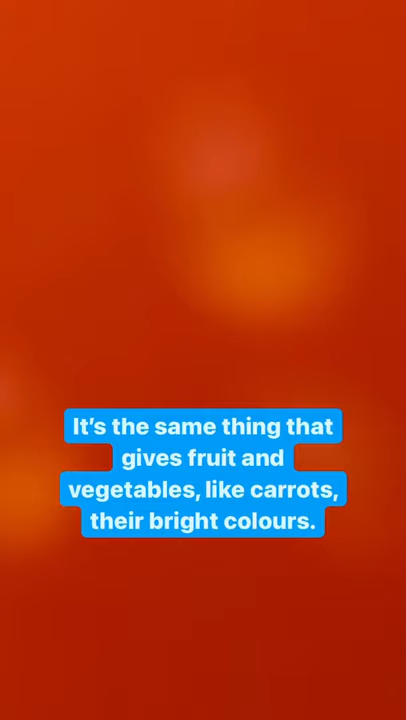 It’s the same thing that
gives fruit and
vegetables, like carrots,
their bright colours.